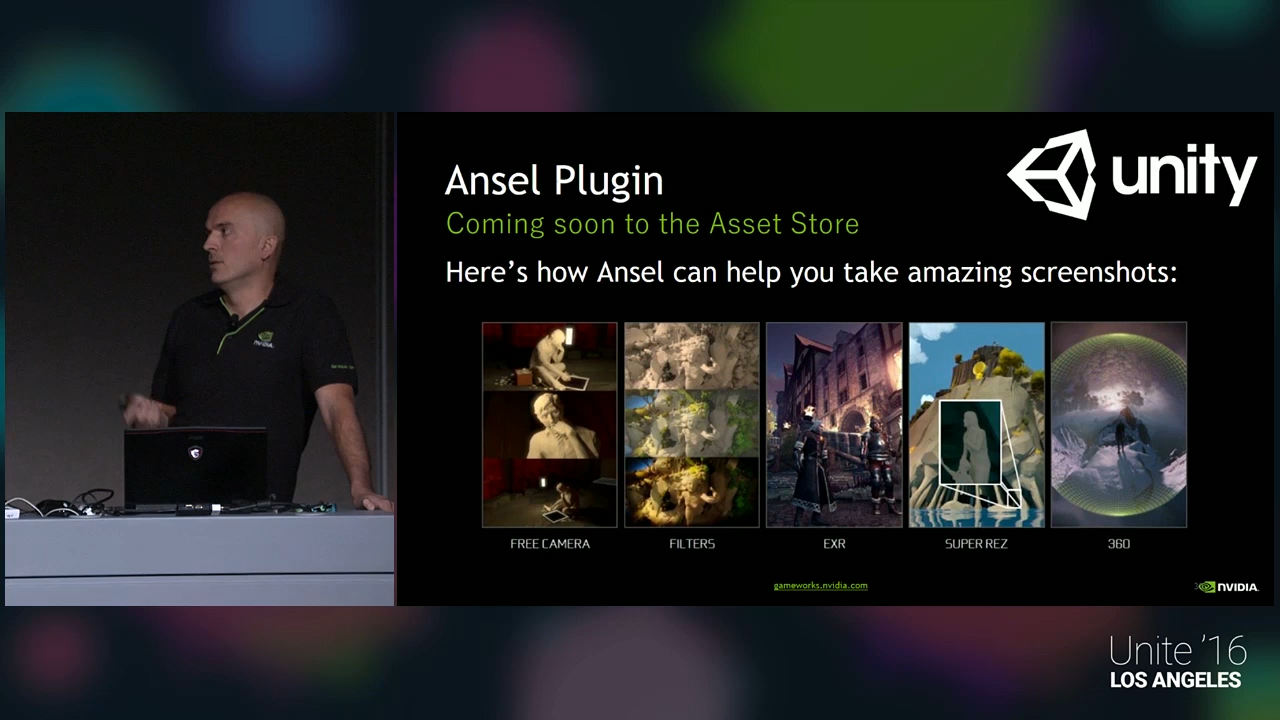 Ansel Plugin
unity
Coming soon to the Asset Store
Here's how Ansel can help you take amazing screenshots:
FREE CAMERA
FILTERS
EXR
SUPER REZ
360
gameworks.nvidia.com
NVIDIA.
NVIDIA.
Unite '16
LOS ANGELES